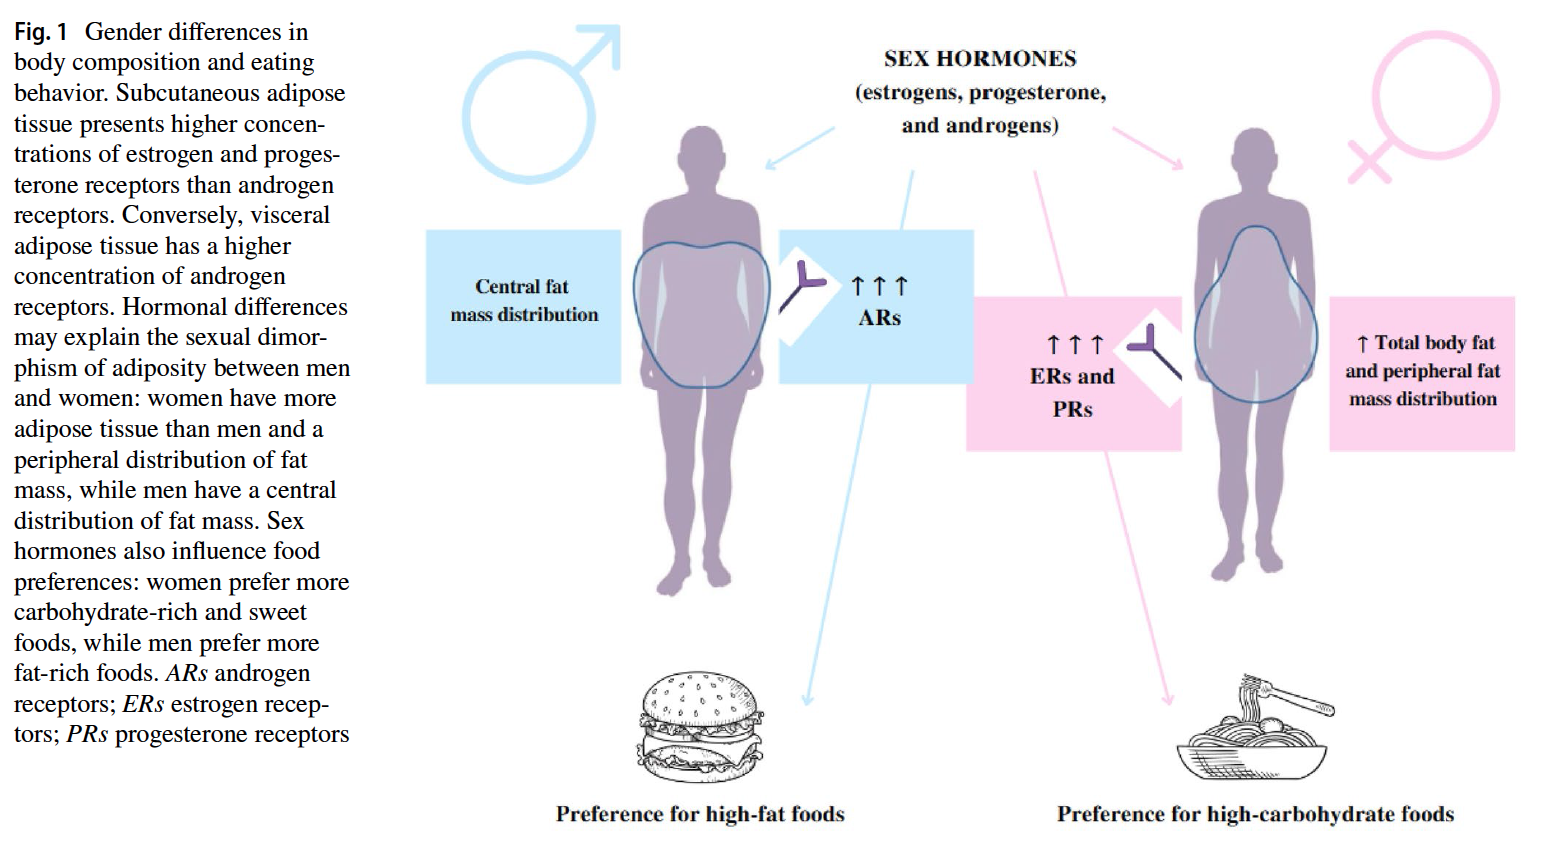 Fig. 1 Gender differences in
body composition and eating
behavior. Subcutaneous adipose
tissue presents higher concen-
trations of estrogen and proges-
terone receptors than androgen
receptors. Conversely, visceral
adipose tissue has a higher
concentration of androgen
receptors. Hormonal differences
may explain the sexual dimor-
phism of adiposity between men
and women: women have more
adipose tissue than men and a
peripheral distribution of fat
mass, while men have a central
distribution of fat mass. Sex
hormones also influence food
preferences: women prefer more
carbohydrate-rich and sweet
foods, while men prefer more
fat-rich foods. ARs androgen
receptors; ERs estrogen recep-
tors; PRs progesterone receptors
SEX HORMONES
(estrogens, progesterone,
and androgens)
Central fat
mass distribution
↑ ↑ ↑
ARs
↑ ↑ ↑
ERs and
PRs
↑ Total body fat
and peripheral fat
mass distribution
Preference for high-fat foods
Preference for high-carbohydrate foods